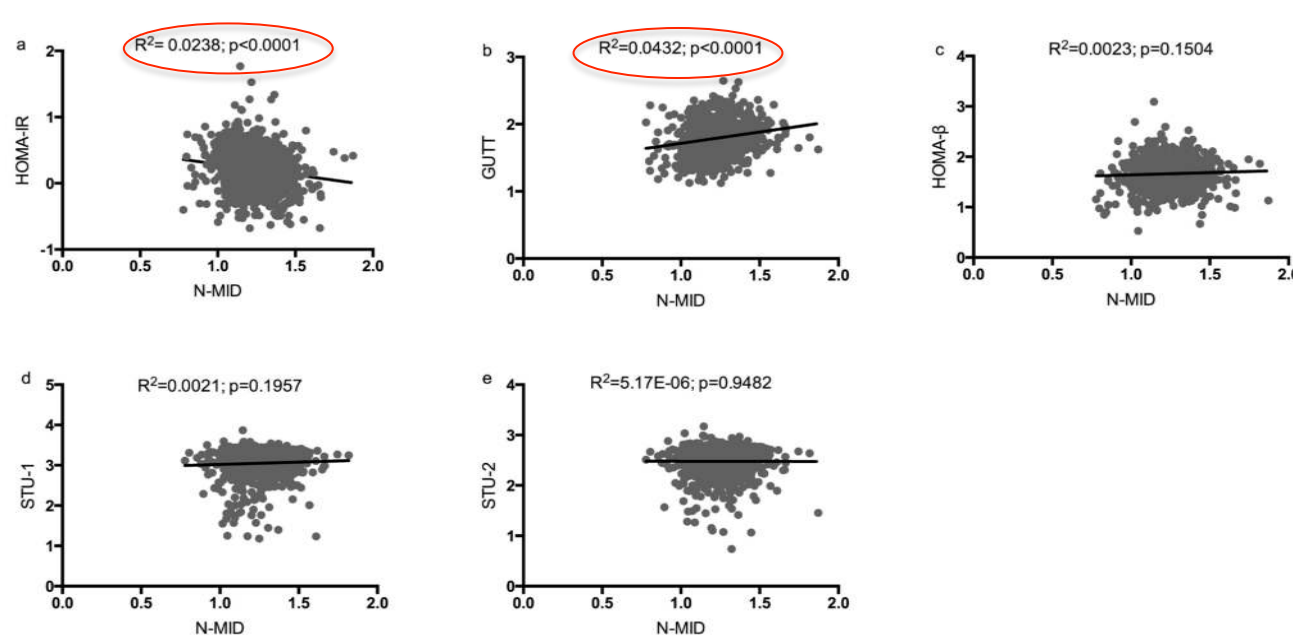 a
R²= 0.0238; p<0.0001
HOMA-IR
2
1
0
-1
0.0 0.5 1.0 1.5 2.0
N-MID
b
R²=0.0432; p<0.0001
GUTT
3
2
1
0
0.0 0.5 1.0 1.5 2.0
N-MID
c
R²=0.0023; p=0.1504
HOMA-β
4
3
2
1
0
0.0 0.5 1.0 1.5 2.0
N-MID
d
R²=0.0021; p=0.1957
STU-1
5
4
3
2
1
0
0.0 0.5 1.0 1.5 2.0
N-MID
e
R²=5.17E-06; p=0.9482
STU-2
4
3
2
1
0
0.0 0.5 1.0 1.5 2.0
N-MID